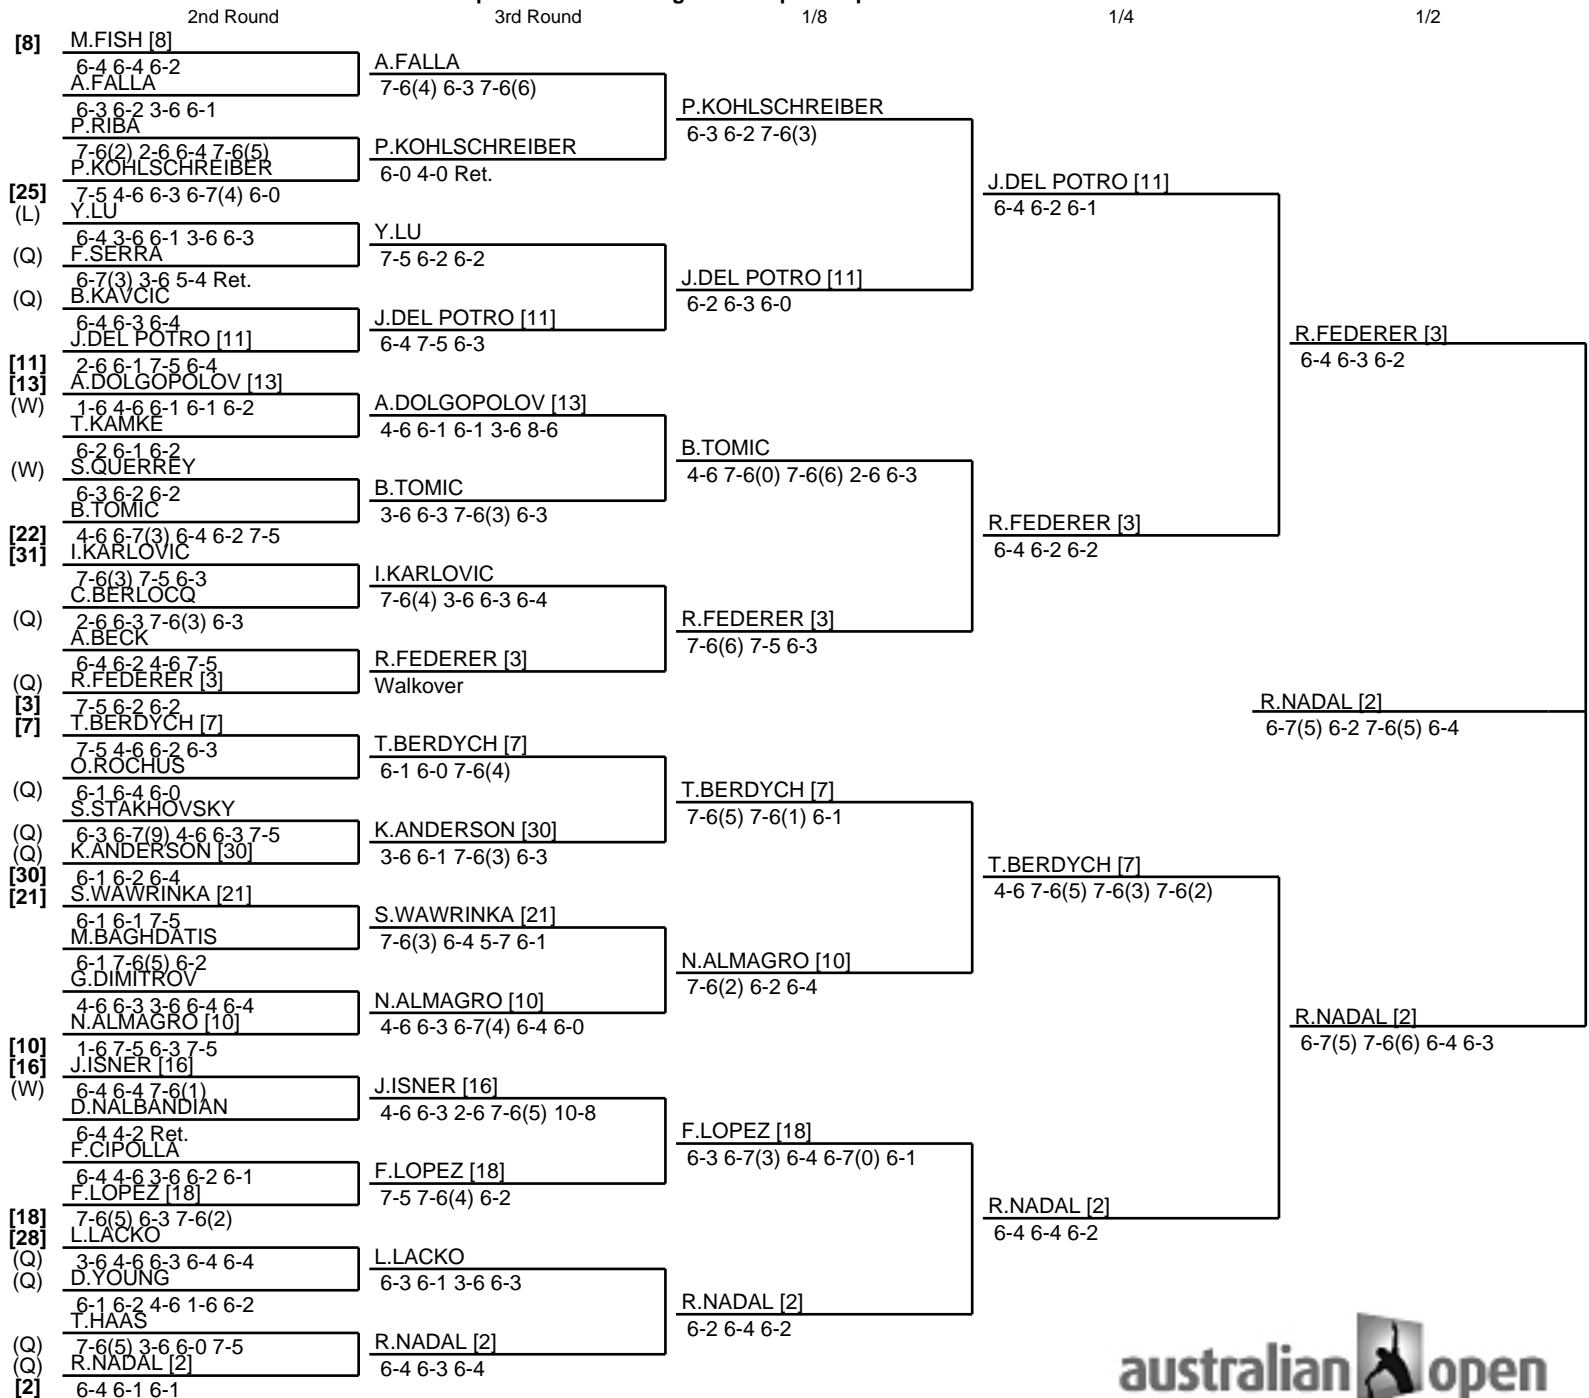 2nd Round 3rd Round 1/8 1/4 1/2
[8] M.FISH [8]
6-4 6-4 6-2
A.FALLA
6-3 6-2 3-6 6-1
P.RIBA
7-6(2) 2-6 6-4 7-6(5)
P.KOHLSCHREIBER
[25] 7-5 4-6 6-3 6-7(4) 6-0
(L) Y.LU
6-4 3-6 6-1 3-6 6-3
(Q) F.SERRA
6-7(3) 3-6 5-4 Ret.
(Q) B.KAVCIC
6-4 6-3 6-4
J.DEL POTRO [11]
[11] 2-6 6-1 7-5 6-4
[13] A.DOLGOPOLOV [13]
(W) 1-6 4-6 6-1 6-1 6-2
T.KAMKE
6-2 6-1 6-2
(W) S.QUERREY
6-3 6-2 6-2
B.TOMIC
[22] 4-6 6-7(3) 6-4 6-2 7-5
[31] I.KARLOVIC
7-6(3) 7-5 6-3
C.BERLOCQ
(Q) 2-6 6-3 7-6(3) 6-3
A.BECK
6-4 6-2 4-6 7-5
(Q) R.FEDERER [3]
[3] 7-5 6-2 6-2
[7] T.BERDYCH [7]
7-5 4-6 6-2 6-3
O.ROCHUS
(Q) 6-1 6-4 6-0
S.STAKHOVSKY
(Q) 6-3 6-7(9) 4-6 6-3 7-5
(Q) K.ANDERSON [30]
[30] 6-1 6-2 6-4
[21] S.WAWRINKA [21]
6-1 6-1 7-5
M.BAGHDATIS
6-1 7-6(5) 6-2
G.DIMITROV
4-6 6-3 3-6 6-4 6-4
N.ALMAGRO [10]
[10] 1-6 7-5 6-3 7-5
[16] J.ISNER [16]
(W) 6-4 6-4 7-6(1)
D.NALBANDIAN
6-4 4-2 Ret.
F.CIPOLLA
6-4 4-6 3-6 6-2 6-1
F.LOPEZ [18]
[18] 7-6(5) 6-3 7-6(2)
[28] L.LACKO
(Q) 3-6 4-6 6-3 6-4 6-4
(Q) D.YOUNG
6-1 6-2 4-6 1-6 6-2
T.HAAS
(Q) 7-6(5) 3-6 6-0 7-5
(Q) R.NADAL [2]
[2] 6-4 6-1 6-1
A.FALLA
7-6(4) 6-3 7-6(6)
P.KOHLSCHREIBER
6-0 4-0 Ret.
Y.LU
7-5 6-2 6-2
J.DEL POTRO [11]
6-4 7-5 6-3
A.DOLGOPOLOV [13]
4-6 6-1 6-1 3-6 8-6
B.TOMIC
3-6 6-3 7-6(3) 6-3
I.KARLOVIC
7-6(4) 3-6 6-3 6-4
R.FEDERER [3]
Walkover
T.BERDYCH [7]
6-1 6-0 7-6(4)
K.ANDERSON [30]
3-6 6-1 7-6(3) 6-3
S.WAWRINKA [21]
7-6(3) 6-4 5-7 6-1
N.ALMAGRO [10]
4-6 6-3 6-7(4) 6-4 6-0
J.ISNER [16]
4-6 6-3 2-6 7-6(5) 10-8
F.LOPEZ [18]
7-5 7-6(4) 6-2
L.LACKO
6-3 6-1 3-6 6-3
R.NADAL [2]
6-4 6-3 6-4
P.KOHLSCHREIBER
6-3 6-2 7-6(3)
J.DEL POTRO [11]
6-2 6-3 6-0
B.TOMIC
4-6 7-6(0) 7-6(6) 2-6 6-3
R.FEDERER [3]
7-6(6) 7-5 6-3
T.BERDYCH [7]
7-6(5) 7-6(1) 6-1
N.ALMAGRO [10]
7-6(2) 6-2 6-4
F.LOPEZ [18]
6-3 6-7(3) 6-4 6-7(0) 6-1
R.NADAL [2]
6-2 6-4 6-2
J.DEL POTRO [11]
6-4 6-2 6-1
R.FEDERER [3]
6-4 6-2 6-2
T.BERDYCH [7]
4-6 7-6(5) 7-6(3) 7-6(2)
R.NADAL [2]
6-4 6-4 6-2
R.FEDERER [3]
6-4 6-3 6-2
R.NADAL [2]
6-7(5) 7-6(6) 6-4 6-3
R.NADAL [2]
6-7(5) 6-2 7-6(5) 6-4
australian open